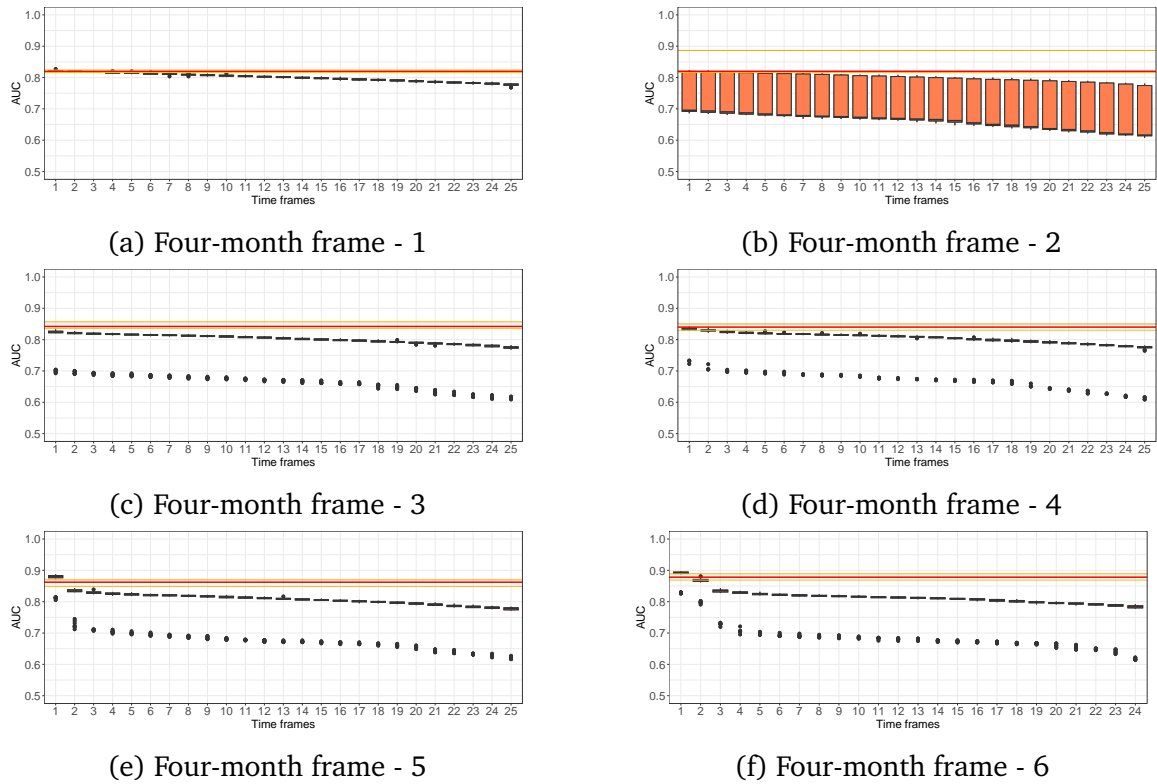 1.0
0.9
0.8
0.7
0.6
0.5
AUC
1 2 3 4 5 6 7 8 9 10 11 12 13 14 15 16 17 18 19 20 21 22 23 24 25
Time frames
(a) Four-month frame - 1
1.0
0.9
0.8
0.7
0.6
0.5
AUC
1 2 3 4 5 6 7 8 9 10 11 12 13 14 15 16 17 18 19 20 21 22 23 24 25
Time frames
(b) Four-month frame - 2
1.0
0.9
0.8
0.7
0.6
0.5
AUC
1 2 3 4 5 6 7 8 9 10 11 12 13 14 15 16 17 18 19 20 21 22 23 24 25
Time frames
(c) Four-month frame - 3
1.0
0.9
0.8
0.7
0.6
0.5
AUC
1 2 3 4 5 6 7 8 9 10 11 12 13 14 15 16 17 18 19 20 21 22 23 24 25
Time frames
(d) Four-month frame - 4
1.0
0.9
0.8
0.7
0.6
0.5
AUC
1 2 3 4 5 6 7 8 9 10 11 12 13 14 15 16 17 18 19 20 21 22 23 24 25
Time frames
(e) Four-month frame - 5
1.0
0.9
0.8
0.7
0.6
0.5
AUC
1 2 3 4 5 6 7 8 9 10 11 12 13 14 15 16 17 18 19 20 21 22 23 24
Time frames
(f) Four-month frame - 6